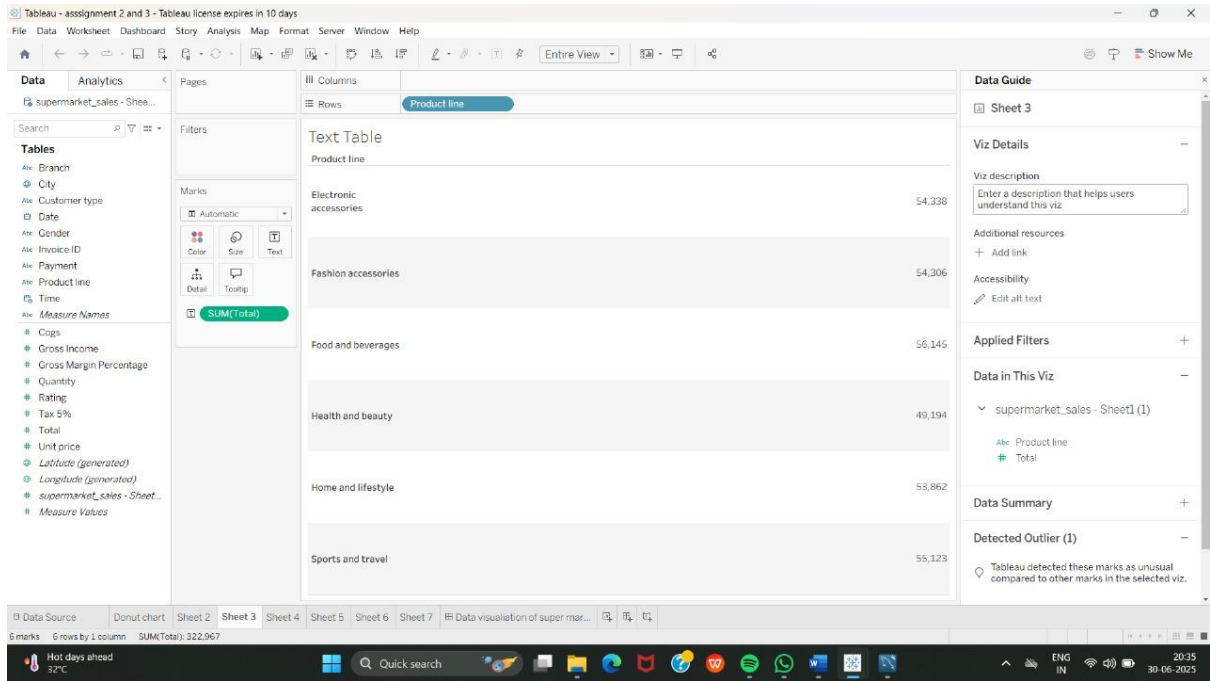 Tableau - asssignment 2 and 3 - Tableau license expires in 10 days
File Data Worksheet Dashboard Story Analysis Map Format Server Window Help
Entire View
Show Me
Data Analytics
supermarket_sales - Shee...
Search
Tables
Abc Branch
City
Abc Customer type
Date
Abc Gender
Abc Invoice ID
Abc Payment
Abc Product line
Time
Abc Measure Names
# Cogs
# Gross Income
# Gross Margin Percentage
# Quantity
# Rating
# Tax 5%
# Total
# Unit price
Latitude (generated)
Longitude (generated)
# supermarket_sales - Sheet...
# Measure Values
Pages
Filters
Marks
Automatic
Color Size Text
Detail Tooltip
SUM(Total)
Columns
Rows Product line
Text Table
Product line
Electronic
accessories 54,338
Fashion accessories 54,306
Food and beverages 56,145
Health and beauty 49,194
Home and lifestyle 53,862
Sports and travel 55,123
Data Guide
Sheet 3
Viz Details
Viz description
Enter a description that helps users
understand this viz
Additional resources
+ Add link
Accessibility
Edit alt text
Applied Filters
Data in This Viz
supermarket_sales - Sheet1 (1)
Abc Product line
# Total
Data Summary
Detected Outlier (1)
Tableau detected these marks as unusual
compared to other marks in the selected viz.
Data Source Donut chart Sheet 2 Sheet 3 Sheet 4 Sheet 5 Sheet 6 Sheet 7 Data visualiation of super mar...
6 marks 6 rows by 1 column SUM(Total): 322,967
Hot days ahead
32°C
Quick search
ENG
IN
20:35
30-06-2025